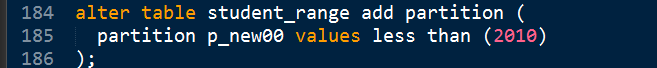 184 alter table student_range add partition (
185 partition p_new00 values less than (2010)
186 );